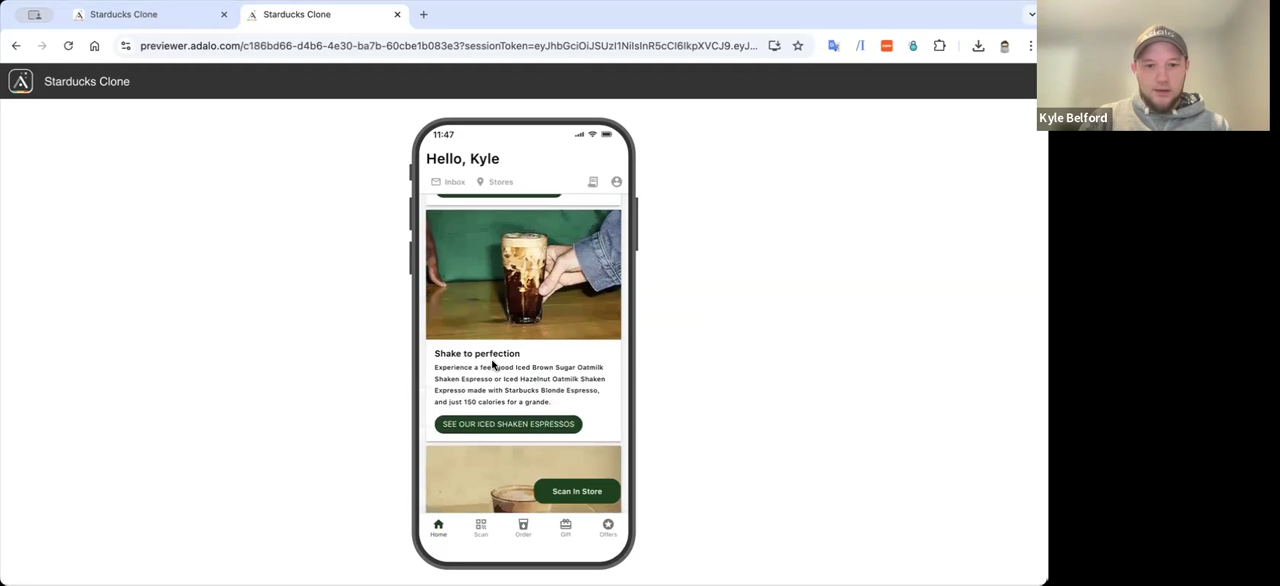 Starducks Clone
Starducks Clone
previewer.adalo.com/c186bd66-d4b6-4e30-ba7b-60cbe1b083e3?sessionToken=eyJhbGciOiJSUzI1NiIsInR5cCI6IkpXVCJ9.eyJ...
Starducks Clone
Kyle Belford
11:47
Hello, Kyle
Inbox Stores
Shake to perfection
Experience a feel good Iced Brown Sugar Oatmilk
Shaken Espresso or Iced Hazelnut Oatmilk Shaken
Expresso made with Starbucks Blonde Espresso,
and just 150 calories for a grande.
SEE OUR ICED SHAKEN ESPRESSOS
Scan In Store
Home Scan Order Gift Offers